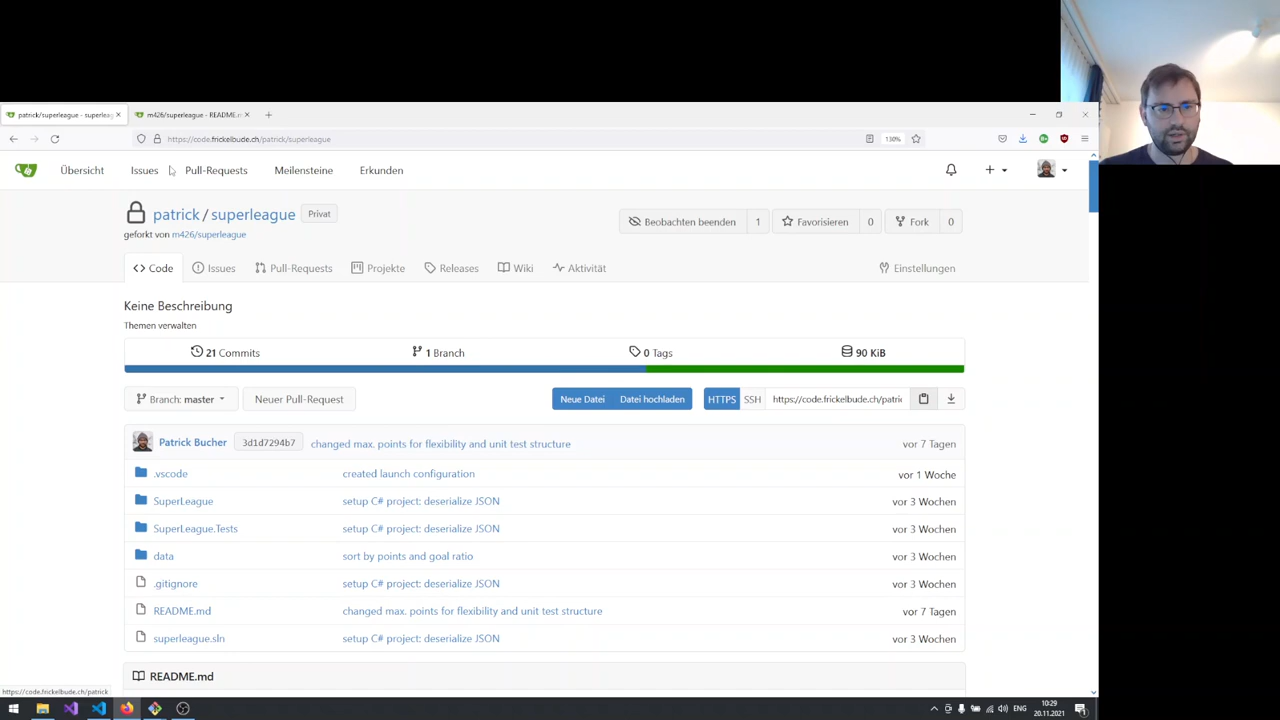 patrick/superleague - superleag
m426/superleague - README.m
https://code.frickelbude.ch/patrick/superleague
130%
Übersicht
Issues
Pull-Requests
Meilensteine
Erkunden
patrick / superleague
Privat
Beobachten beenden
1
Favorisieren
0
Fork
0
geforkt von m426/superleague
Code
Issues
Pull-Requests
Projekte
Releases
Wiki
Aktivität
Einstellungen
Keine Beschreibung
Themen verwalten
21 Commits
1 Branch
0 Tags
90 KiB
Branch: master
Neuer Pull-Request
Neue Datei
Datei hochladen
HTTPS
SSH
https://code.frickelbude.ch/patric
Patrick Bucher
3d1d7294b7
changed max. points for flexibility and unit test structure
vor 7 Tagen
.vscode
created launch configuration
vor 1 Woche
SuperLeague
setup C# project: deserialize JSON
vor 3 Wochen
SuperLeague.Tests
setup C# project: deserialize JSON
vor 3 Wochen
data
sort by points and goal ratio
vor 3 Wochen
.gitignore
setup C# project: deserialize JSON
vor 3 Wochen
README.md
changed max. points for flexibility and unit test structure
vor 7 Tagen
superleague.sln
setup C# project: deserialize JSON
vor 3 Wochen
README.md
https://code.frickelbude.ch/patrick
ENG
10:29
20.11.2021